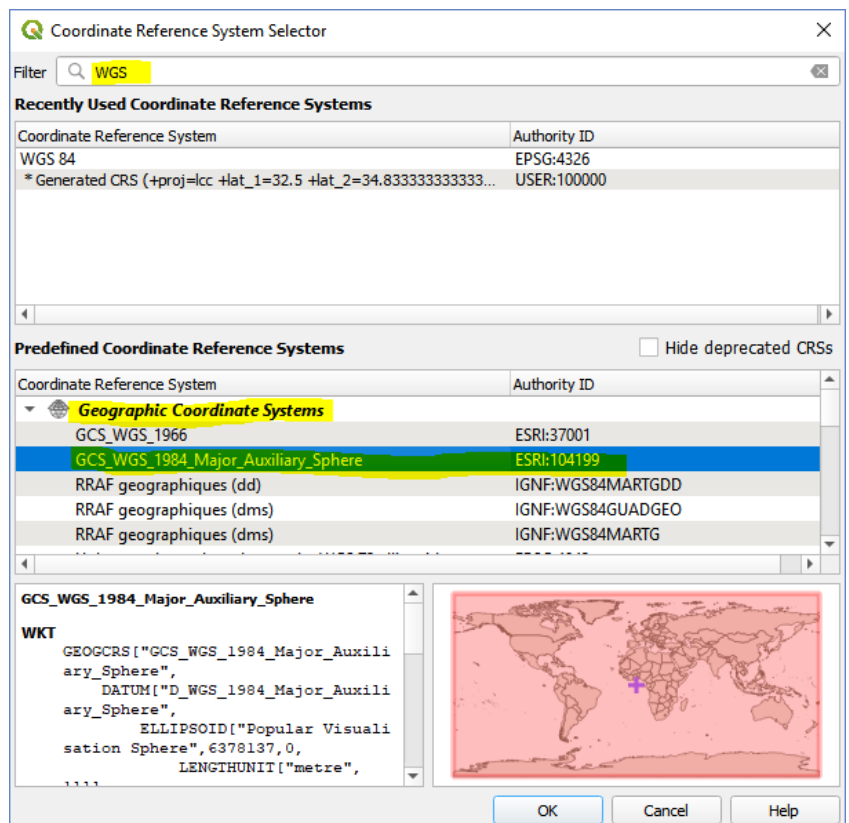 Coordinate Reference System Selector
Filter WGS
Recently Used Coordinate Reference Systems
Coordinate Reference System Authority ID
WGS 84 EPSG:4326
* Generated CRS (+proj=lcc +lat_1=32.5 +lat_2=34.833333333333... USER:100000
Predefined Coordinate Reference Systems Hide deprecated CRSs
Coordinate Reference System Authority ID
Geographic Coordinate Systems
GCS_WGS_1966 ESRI:37001
GCS_WGS_1984_Major_Auxiliary_Sphere ESRI:104199
RRAF geographiques (dd) IGNF:WGS84MARTGDD
RRAF geographiques (dms) IGNF:WGS84GUADGEO
RRAF geographiques (dms) IGNF:WGS84MARTG
GCS_WGS_1984_Major_Auxiliary_Sphere
WKT
GEOGCRS["GCS_WGS_1984_Major_Auxili
ary_Sphere",
DATUM["D_WGS_1984_Major_Auxili
ary_Sphere",
ELLIPSOID["Popular Visuali
sation Sphere",6378137,0,
LENGTHUNIT["metre",
OK Cancel Help